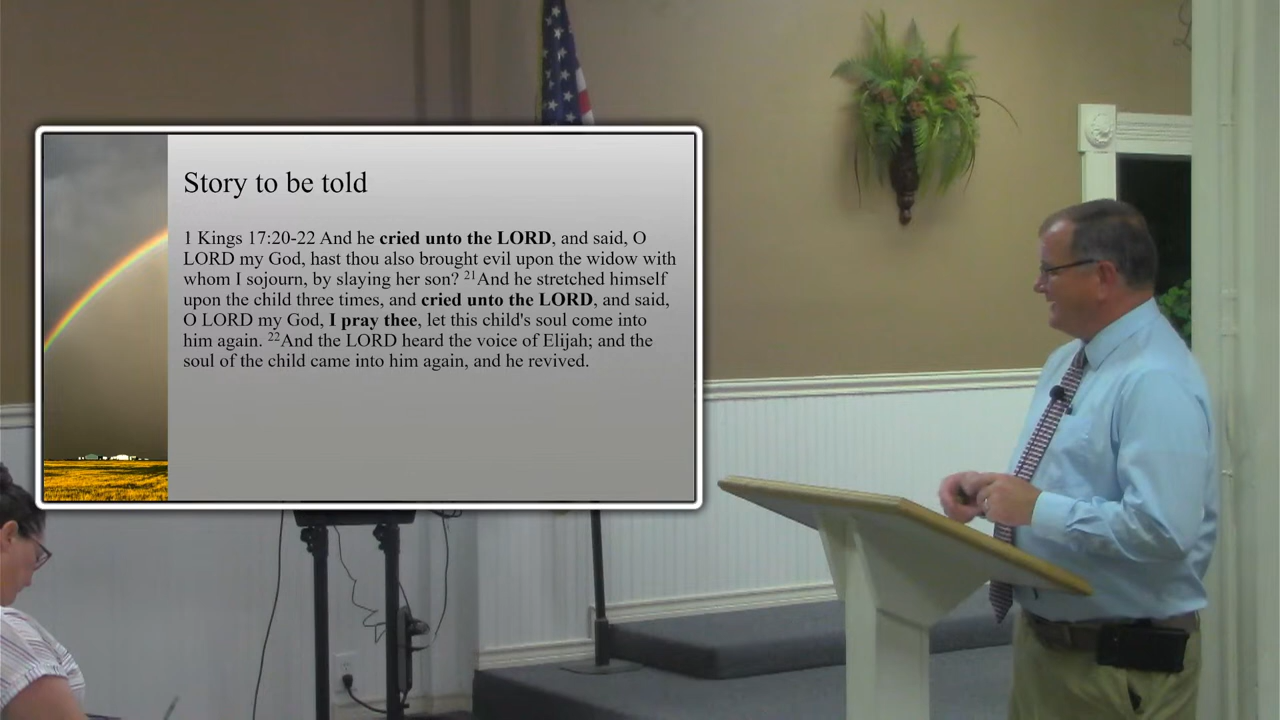 Story to be told
1 Kings 17:20-22 And he cried unto the LORD, and said, O
LORD my God, hast thou also brought evil upon the widow with
whom I sojourn, by slaying her son? ²¹And he stretched himself
upon the child three times, and cried unto the LORD, and said,
O LORD my God, I pray thee, let this child's soul come into
him again. ²²And the LORD heard the voice of Elijah; and the
soul of the child came into him again, and he revived.